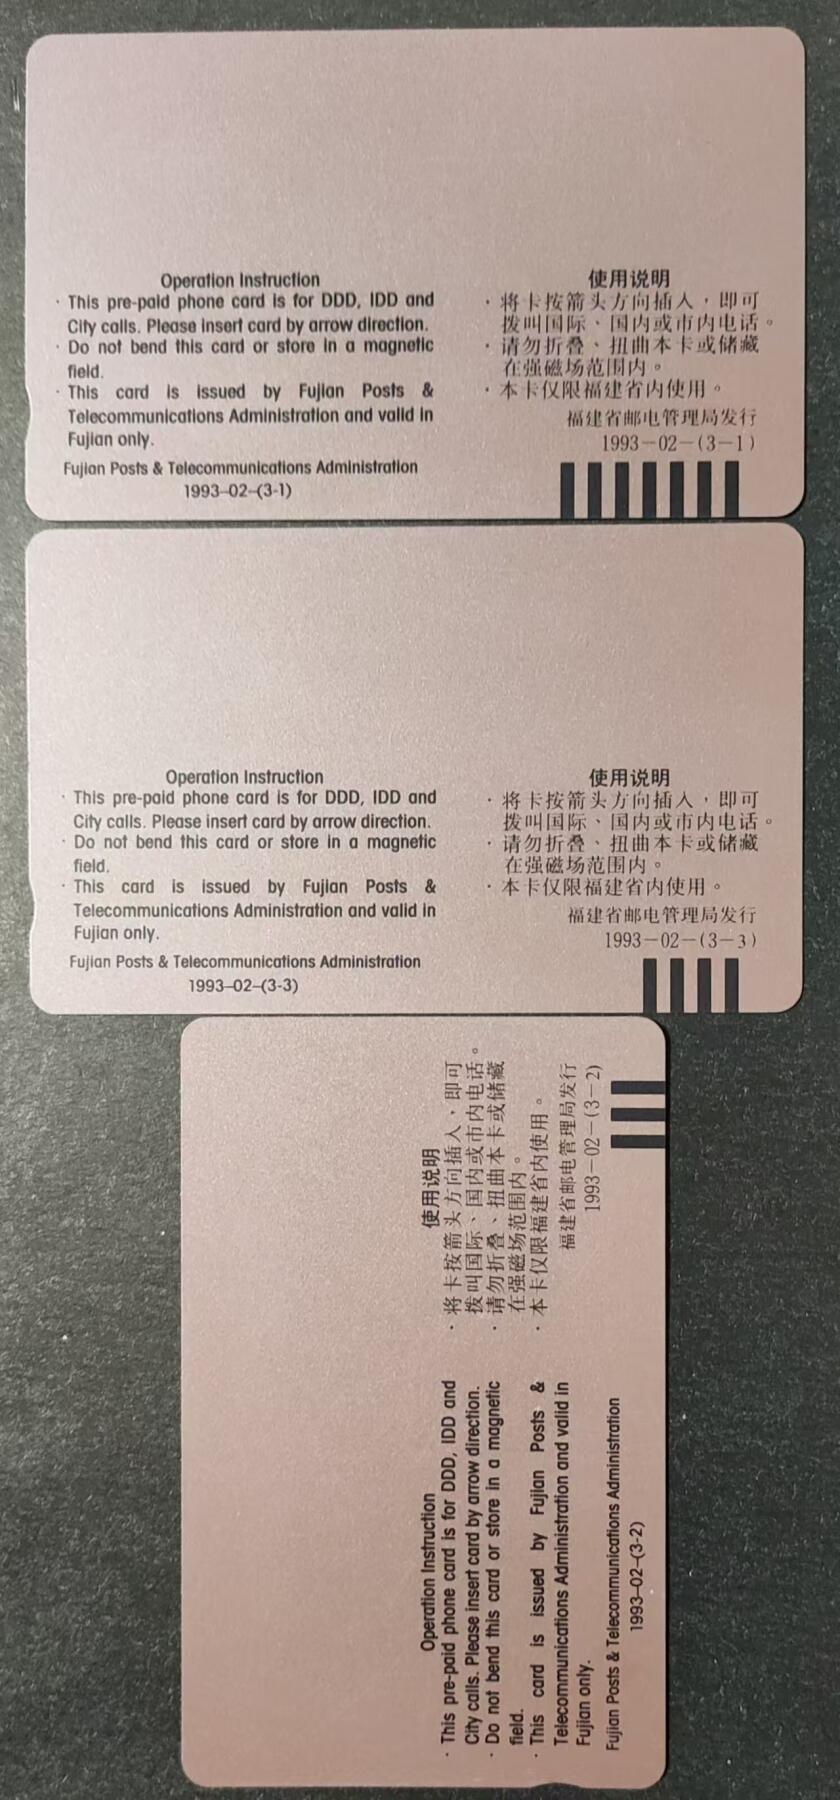 Operation Instruction
· This pre-paid phone card is for DDD, IDD and
City calls. Please insert card by arrow direction.
· Do not bend this card or store in a magnetic
field.
· This card is issued by Fujian Posts &
Telecommunications Administration and valid in
Fujian only.
Fujian Posts & Telecommunications Administration
1993–02–(3-1)
使用说明
· 将卡按箭头方向插入，即可
拨叫国际、国内或市内电话。
· 请勿折叠、扭曲本卡或储藏
在强磁场范围内。
· 本卡仅限福建省内使用。
福建省邮电管理局发行
1993－02－(3－1)
Operation Instruction
· This pre-paid phone card is for DDD, IDD and
City calls. Please insert card by arrow direction.
· Do not bend this card or store in a magnetic
field.
· This card is issued by Fujian Posts &
Telecommunications Administration and valid in
Fujian only.
Fujian Posts & Telecommunications Administration
1993–02–(3-3)
使用说明
· 将卡按箭头方向插入，即可
拨叫国际、国内或市内电话。
· 请勿折叠、扭曲本卡或储藏
在强磁场范围内。
· 本卡仅限福建省内使用。
福建省邮电管理局发行
1993－02－(3－3)
Operation Instruction
· This pre-paid phone card is for DDD, IDD and
City calls. Please insert card by arrow direction.
· Do not bend this card or store in a magnetic
field.
· This card is issued by Fujian Posts &
Telecommunications Administration and valid in
Fujian only.
Fujian Posts & Telecommunications Administration
1993–02–(3-2)
使用说明
· 将卡按箭头方向插入，即可
拨叫国际、国内或市内电话。
· 请勿折叠、扭曲本卡或储藏
在强磁场范围内。
· 本卡仅限福建省内使用。
福建省邮电管理局发行
1993－02－(3－2)